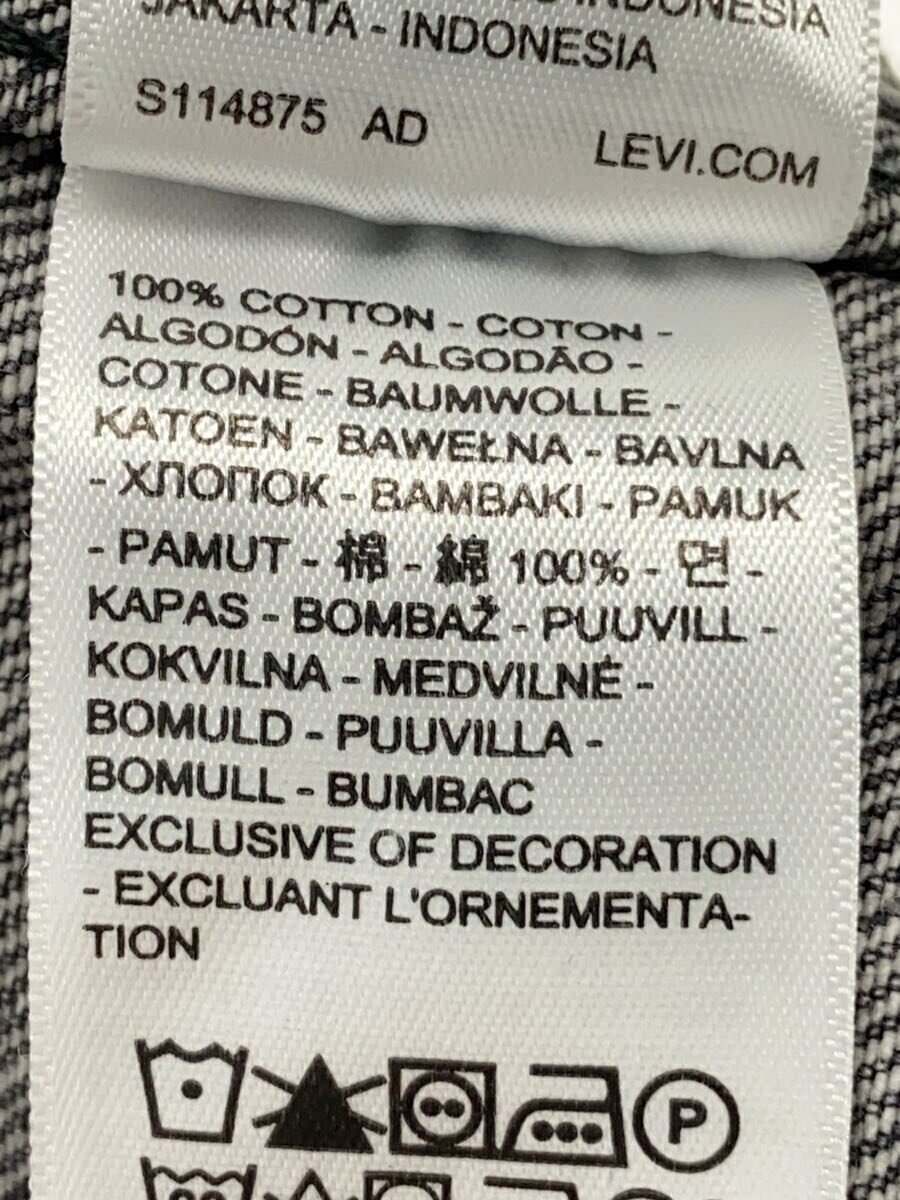 INDONESIA
JAKARTA - INDONESIA
S114875 AD
LEVI.COM
100% COTTON - COTON -
ALGODÓN - ALGODÃO -
COTONE - BAUMWOLLE -
KATOEN - BAWEŁNA - BAVLNA
- ХЛОПОК - BAMBAKI - PAMUK
- PAMUT - 棉 - 綿 100% - 면 -
KAPAS - BOMBAŽ - PUUVILL -
KOKVILNA - MEDVILNĖ -
BOMULD - PUUVILLA -
BOMULL - BUMBAC
EXCLUSIVE OF DECORATION
- EXCLUANT L'ORNEMENTA-
TION
P